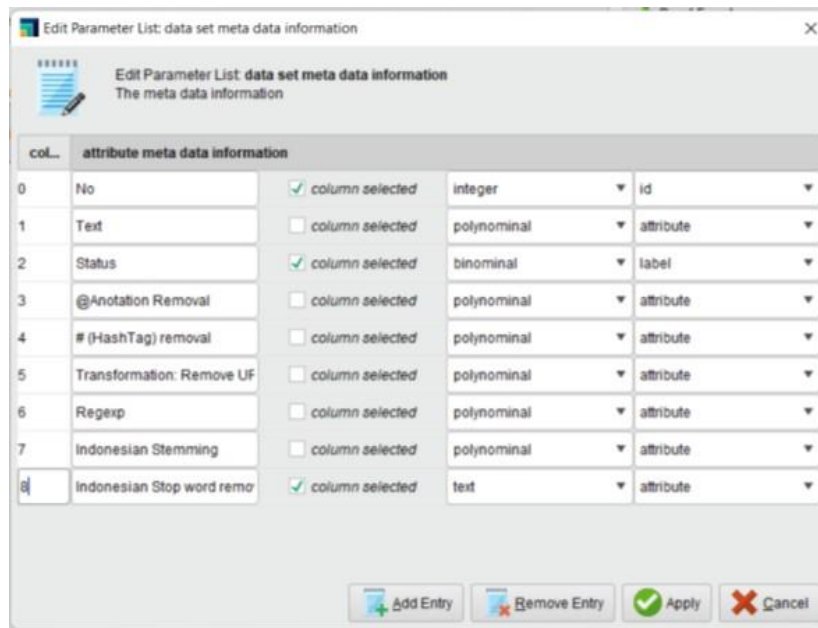 Edit Parameter List: data set meta data information
Edit Parameter List: data set meta data information
The meta data information
col... attribute meta data information
0 No column selected integer id
1 Text column selected polynominal attribute
2 Status column selected binominal label
3 @Anotation Removal column selected polynominal attribute
4 # (HashTag) removal column selected polynominal attribute
5 Transformation: Remove column selected polynominal attribute
6 Regexp column selected polynominal attribute
7 Indonesian Stemming column selected polynominal attribute
8 Indonesian Stop word remo column selected text attribute
Add Entry Remove Entry Apply Cancel